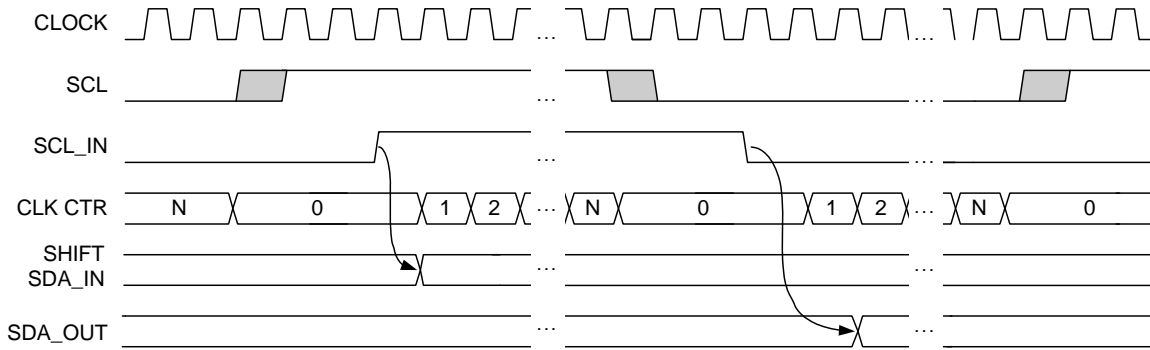 CLOCK ... ...
SCL ... ... ...
SCL_IN ... ...
CLK CTR N 0 1 2 ... N 0 1 2 ... N 0
SHIFT
SDA_IN ... ...
SDA_OUT ... ...